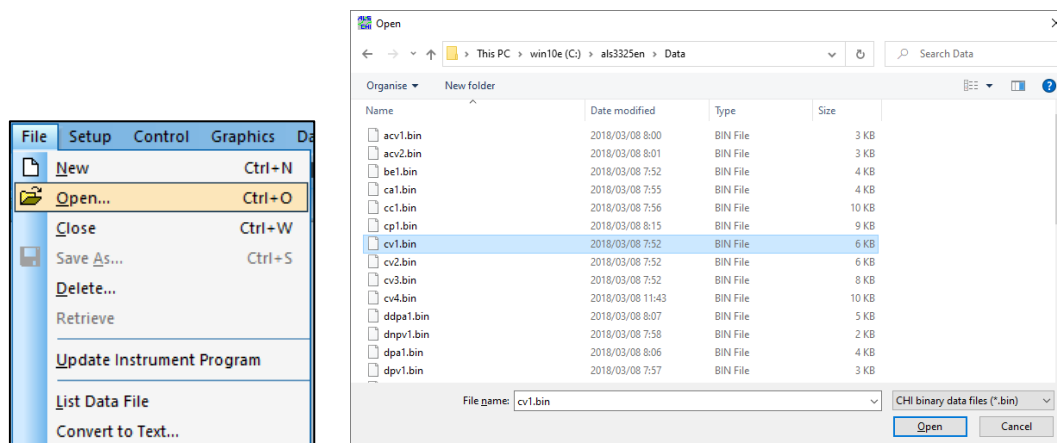 File Setup Control Graphics Da
New Ctrl+N
Open... Ctrl+O
Close Ctrl+W
Save As... Ctrl+S
Delete...
Retrieve
Update Instrument Program
List Data File
Convert to Text...
ALS CHI Open
This PC > win10e (C:) > als3325en > Data Search Data
Organise New folder
Name Date modified Type Size
acv1.bin 2018/03/08 8:00 BIN File 3 KB
acv2.bin 2018/03/08 8:01 BIN File 3 KB
be1.bin 2018/03/08 7:52 BIN File 4 KB
ca1.bin 2018/03/08 7:55 BIN File 4 KB
cc1.bin 2018/03/08 7:56 BIN File 10 KB
cp1.bin 2018/03/08 8:15 BIN File 9 KB
cv1.bin 2018/03/08 7:52 BIN File 6 KB
cv2.bin 2018/03/08 7:52 BIN File 6 KB
cv3.bin 2018/03/08 7:52 BIN File 8 KB
cv4.bin 2018/03/08 11:43 BIN File 10 KB
ddpa1.bin 2018/03/08 8:07 BIN File 5 KB
dnpv1.bin 2018/03/08 7:58 BIN File 2 KB
dpa1.bin 2018/03/08 8:06 BIN File 4 KB
dpv1.bin 2018/03/08 7:57 BIN File 3 KB
File name: cv1.bin CHI binary data files (*.bin)
Open Cancel